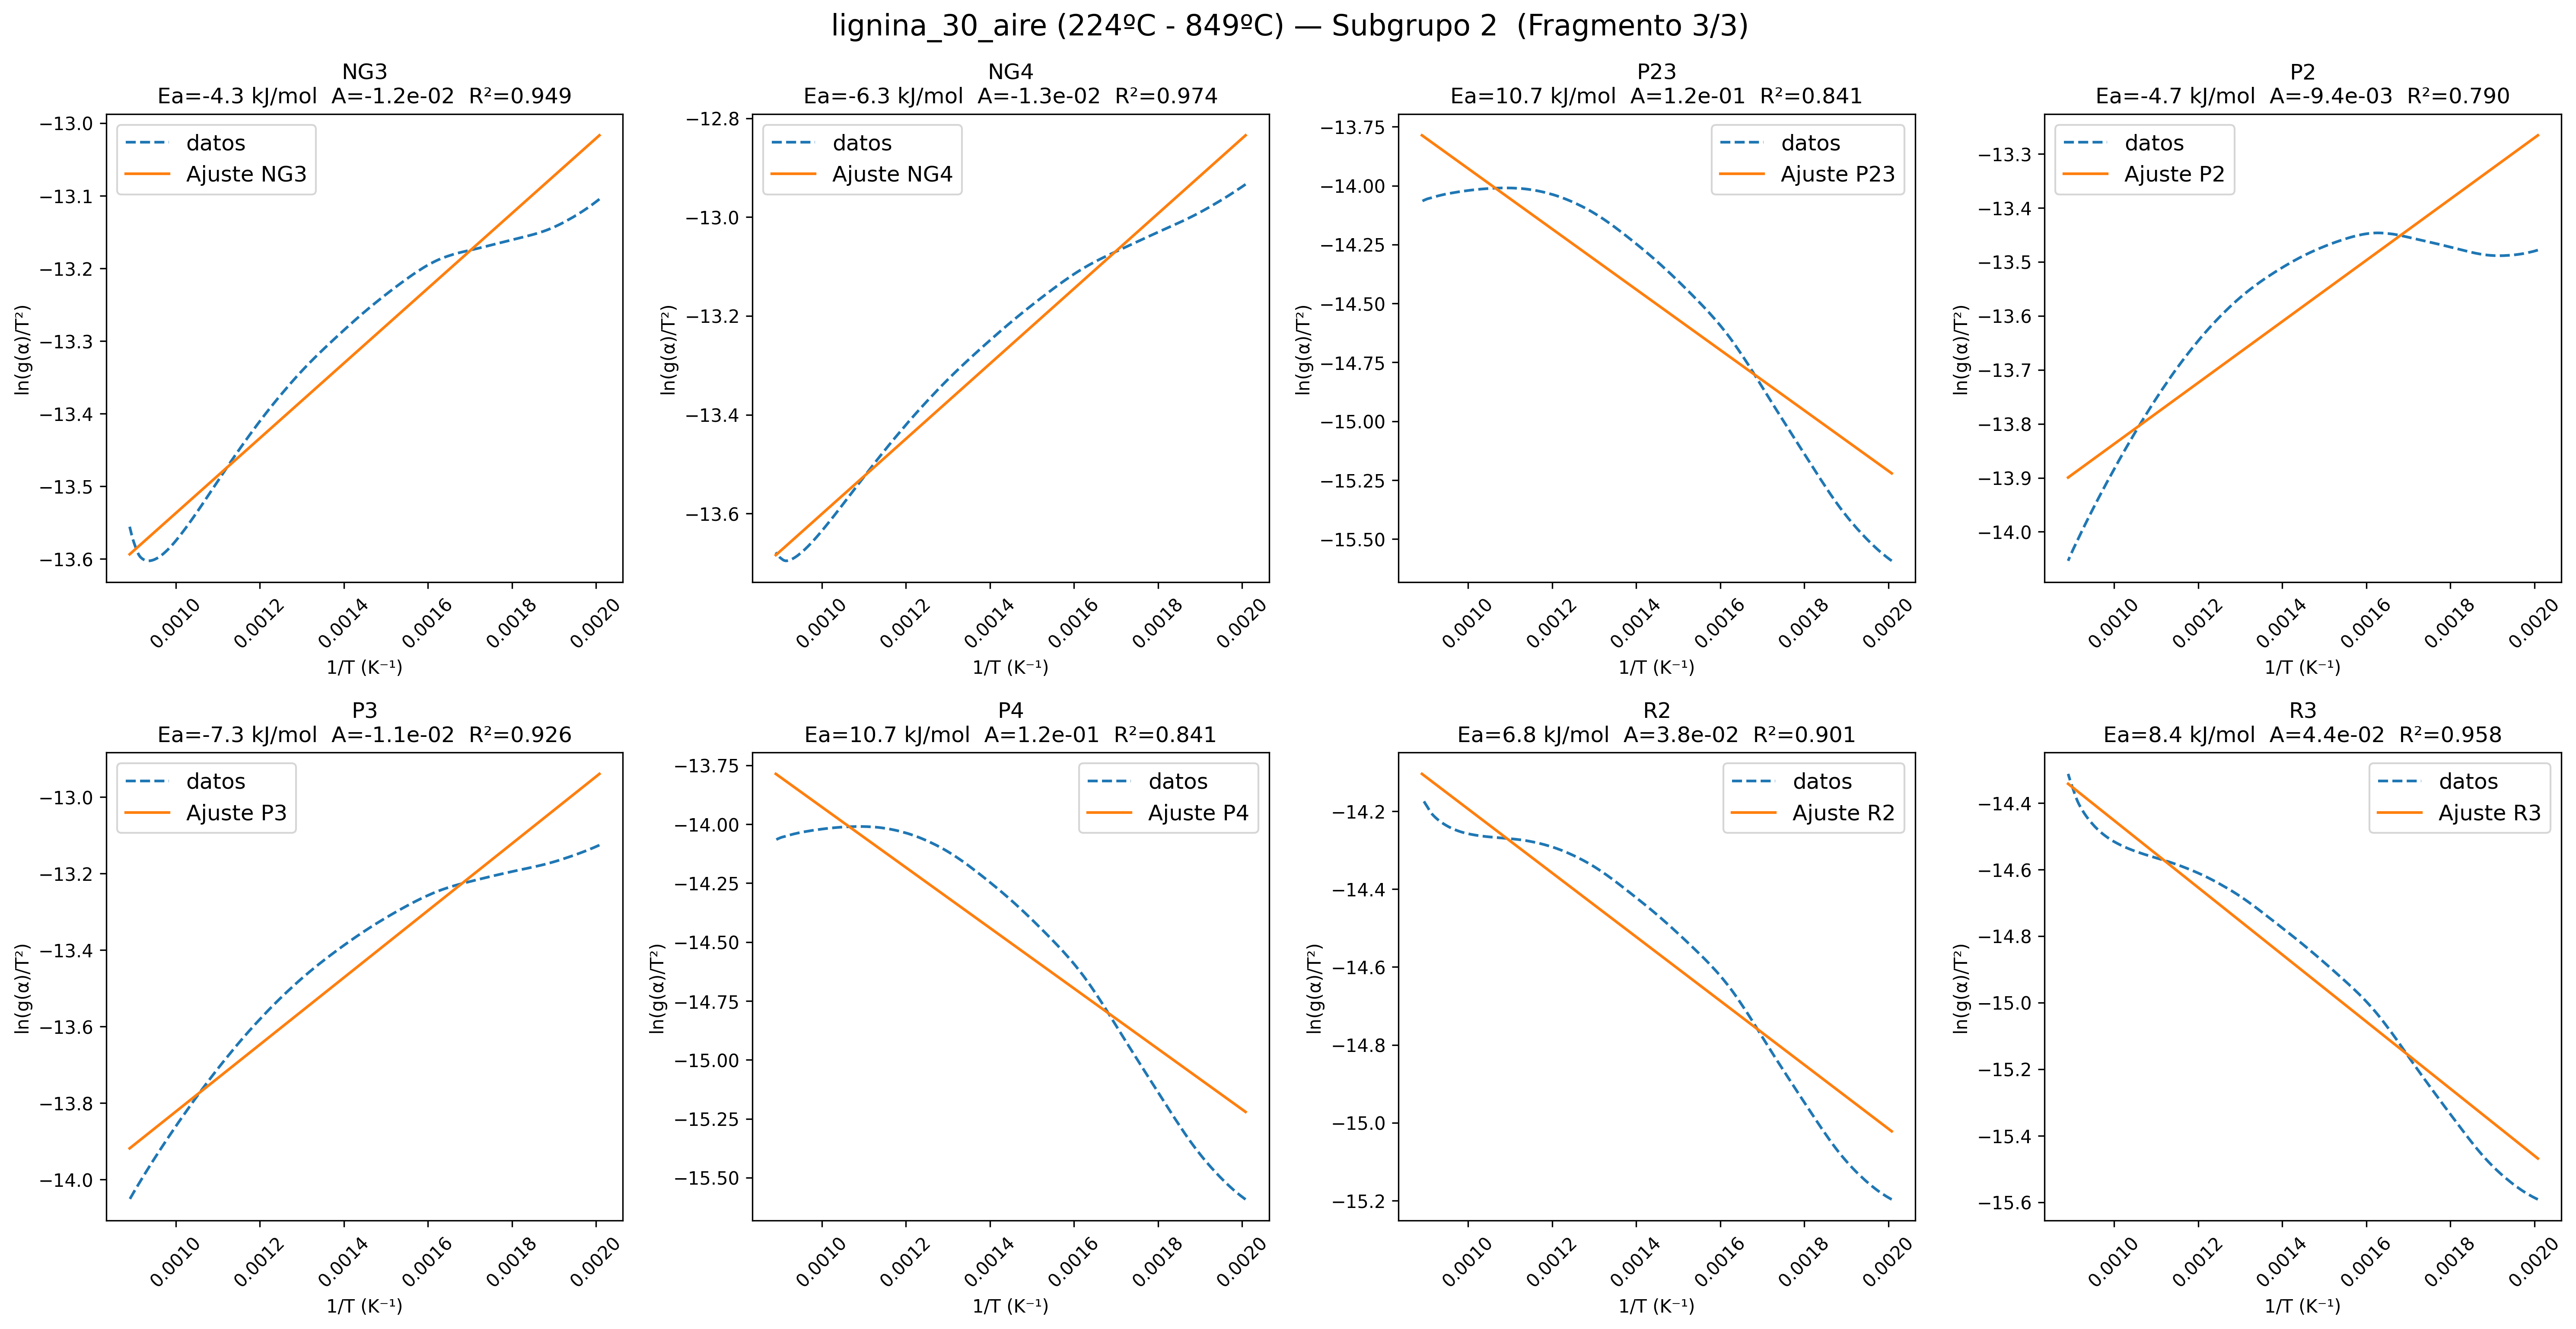 lignina_30_aire (224ºC - 849ºC) — Subgrupo 2  (Fragmento 3/3)
NG3
Ea=-4.3 kJ/mol  A=-1.2e-02  R²=0.949
datos
Ajuste NG3
−13.0
−13.1
−13.2
−13.3
−13.4
−13.5
−13.6
ln(g(α)/T²)
0.0010
0.0012
0.0014
0.0016
0.0018
0.0020
1/T (K⁻¹)
NG4
Ea=-6.3 kJ/mol  A=-1.3e-02  R²=0.974
datos
Ajuste NG4
−12.8
−13.0
−13.2
−13.4
−13.6
ln(g(α)/T²)
0.0010
0.0012
0.0014
0.0016
0.0018
0.0020
1/T (K⁻¹)
P23
Ea=10.7 kJ/mol  A=1.2e-01  R²=0.841
datos
Ajuste P23
−13.75
−14.00
−14.25
−14.50
−14.75
−15.00
−15.25
−15.50
ln(g(α)/T²)
0.0010
0.0012
0.0014
0.0016
0.0018
0.0020
1/T (K⁻¹)
P2
Ea=-4.7 kJ/mol  A=-9.4e-03  R²=0.790
datos
Ajuste P2
−13.3
−13.4
−13.5
−13.6
−13.7
−13.8
−13.9
−14.0
ln(g(α)/T²)
0.0010
0.0012
0.0014
0.0016
0.0018
0.0020
1/T (K⁻¹)
P3
Ea=-7.3 kJ/mol  A=-1.1e-02  R²=0.926
datos
Ajuste P3
−13.0
−13.2
−13.4
−13.6
−13.8
−14.0
ln(g(α)/T²)
0.0010
0.0012
0.0014
0.0016
0.0018
0.0020
1/T (K⁻¹)
P4
Ea=10.7 kJ/mol  A=1.2e-01  R²=0.841
datos
Ajuste P4
−13.75
−14.00
−14.25
−14.50
−14.75
−15.00
−15.25
−15.50
ln(g(α)/T²)
0.0010
0.0012
0.0014
0.0016
0.0018
0.0020
1/T (K⁻¹)
R2
Ea=6.8 kJ/mol  A=3.8e-02  R²=0.901
datos
Ajuste R2
−14.2
−14.4
−14.6
−14.8
−15.0
−15.2
ln(g(α)/T²)
0.0010
0.0012
0.0014
0.0016
0.0018
0.0020
1/T (K⁻¹)
R3
Ea=8.4 kJ/mol  A=4.4e-02  R²=0.958
datos
Ajuste R3
−14.4
−14.6
−14.8
−15.0
−15.2
−15.4
−15.6
ln(g(α)/T²)
0.0010
0.0012
0.0014
0.0016
0.0018
0.0020
1/T (K⁻¹)